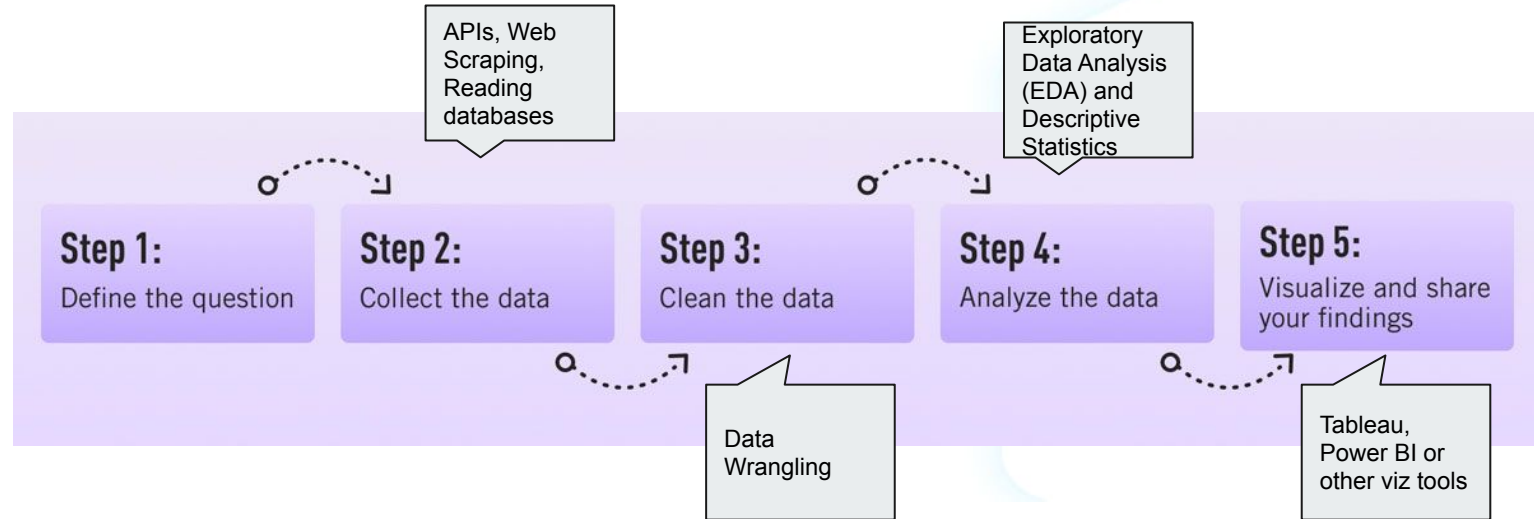 APIs, Web
Scraping,
Reading
databases
Exploratory
Data Analysis
(EDA) and
Descriptive
Statistics
Step 1:
Define the question
Step 2:
Collect the data
Step 3:
Clean the data
Step 4:
Analyze the data
Step 5:
Visualize and share
your findings
Data
Wrangling
Tableau,
Power BI or
other viz tools